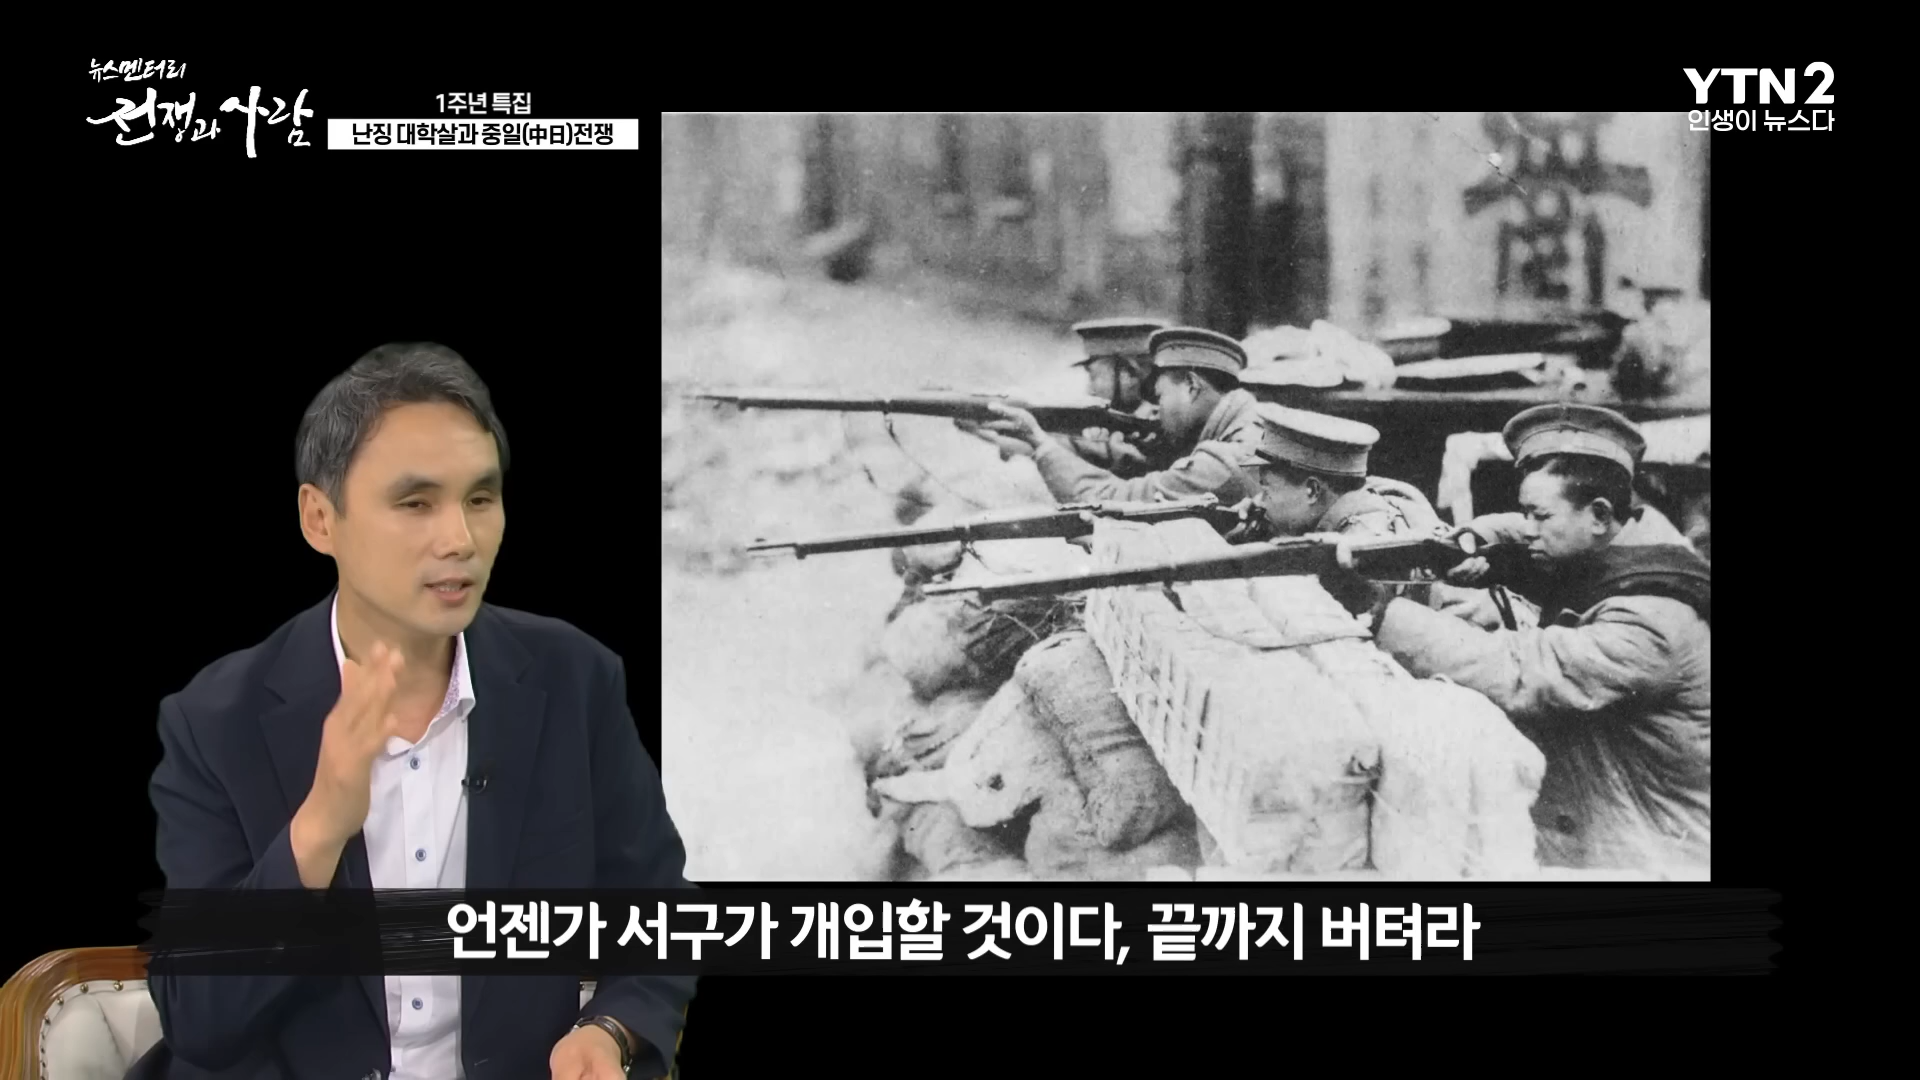 뉴스멘터리
전쟁과 사람
1주년 특집
난징 대학살과 중일(中日)전쟁
YTN2
인생이 뉴스다
언젠가 서구가 개입할 것이다, 끝까지 버텨라